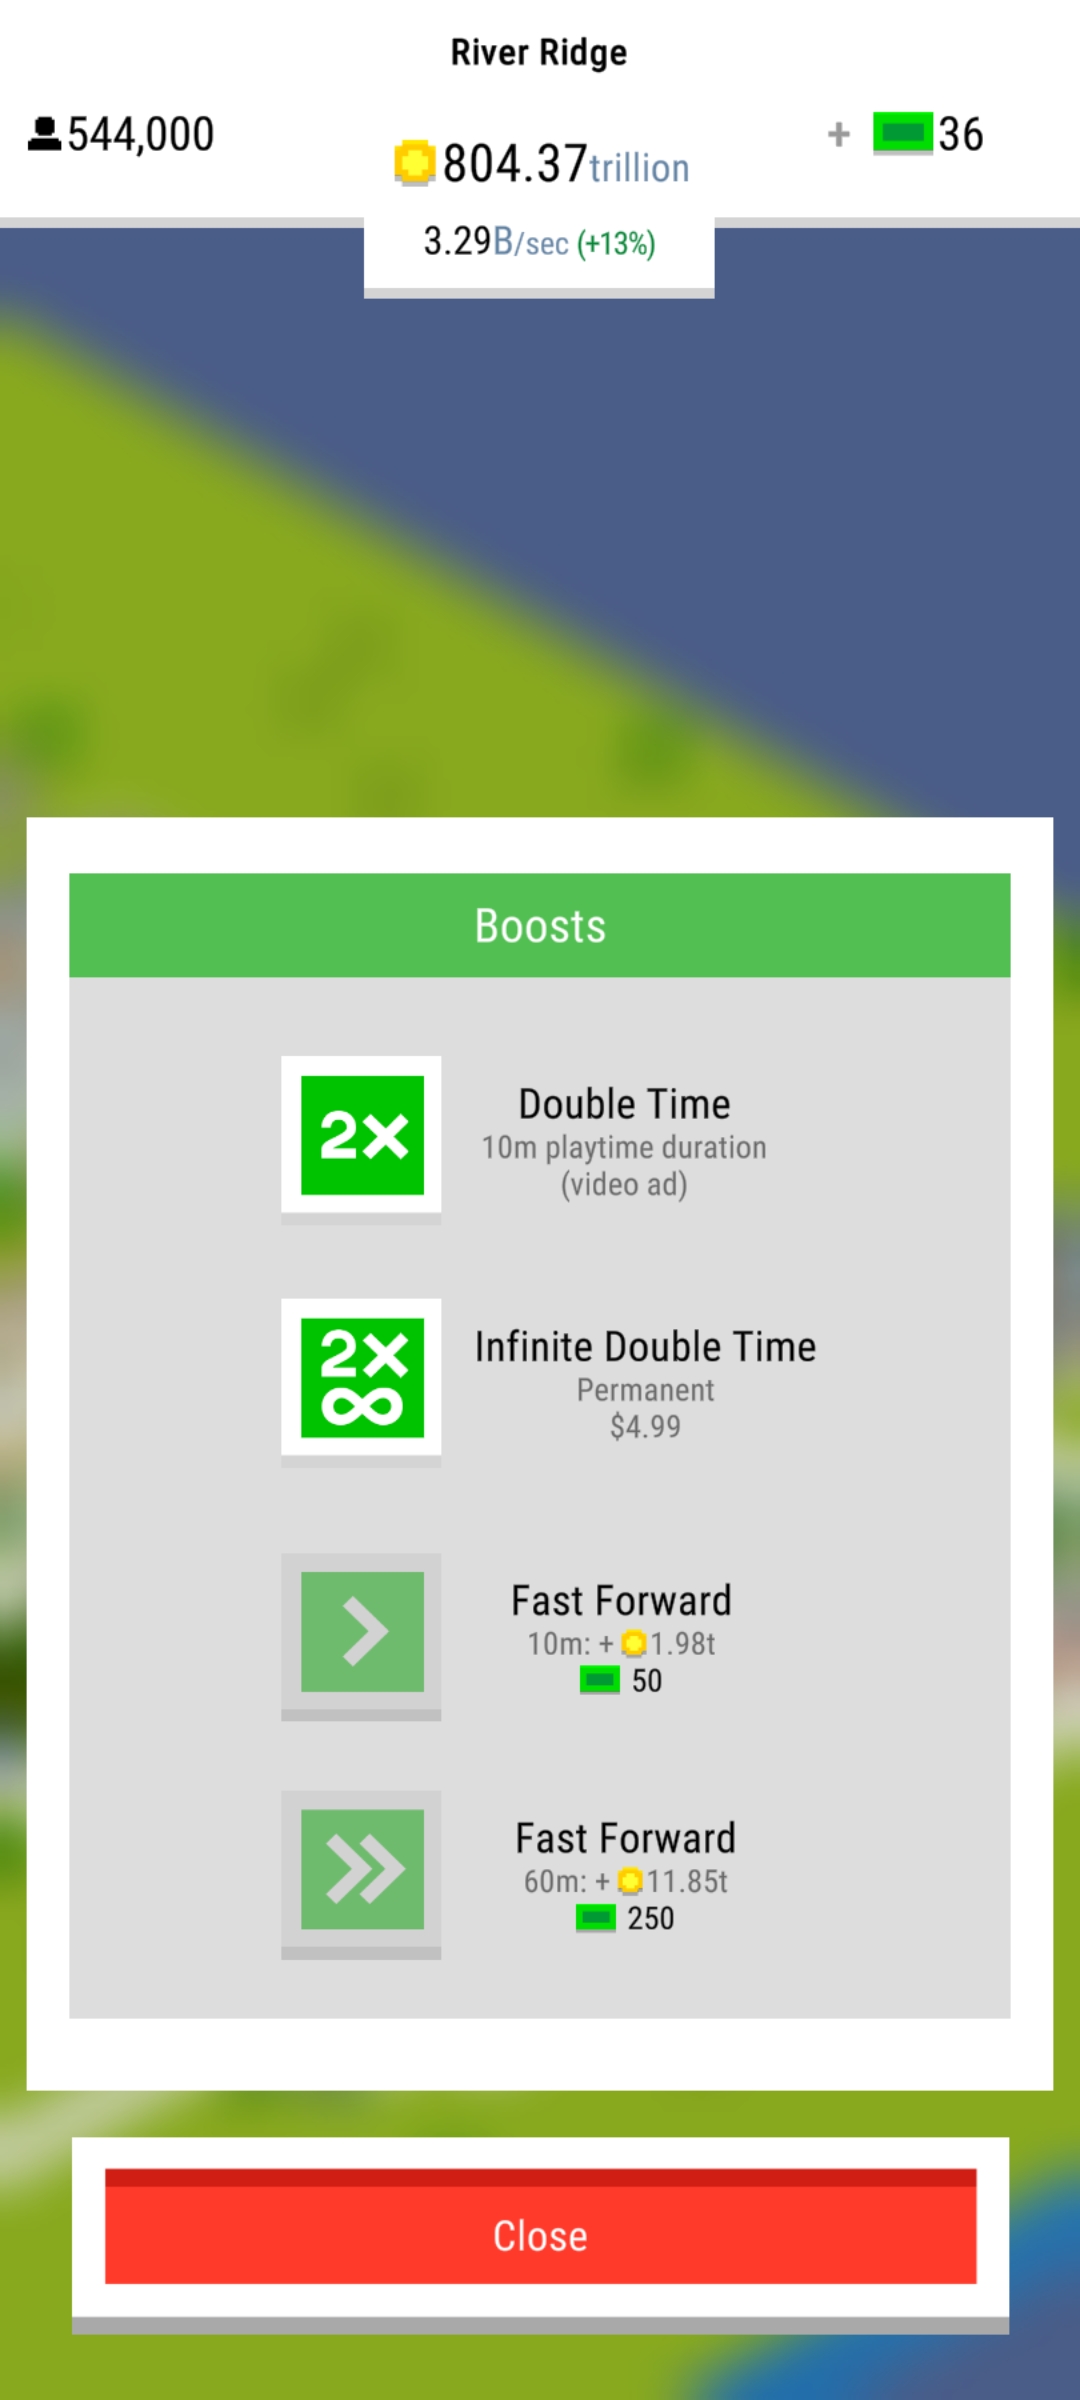 River Ridge
544,000
804.37trillion
+ 36
3.29B/sec (+13%)
Boosts
2×
Double Time
10m playtime duration
(video ad)
2×
∞
Infinite Double Time
Permanent
$4.99
Fast Forward
10m: + 1.98t
50
Fast Forward
60m: + 11.85t
250
Close